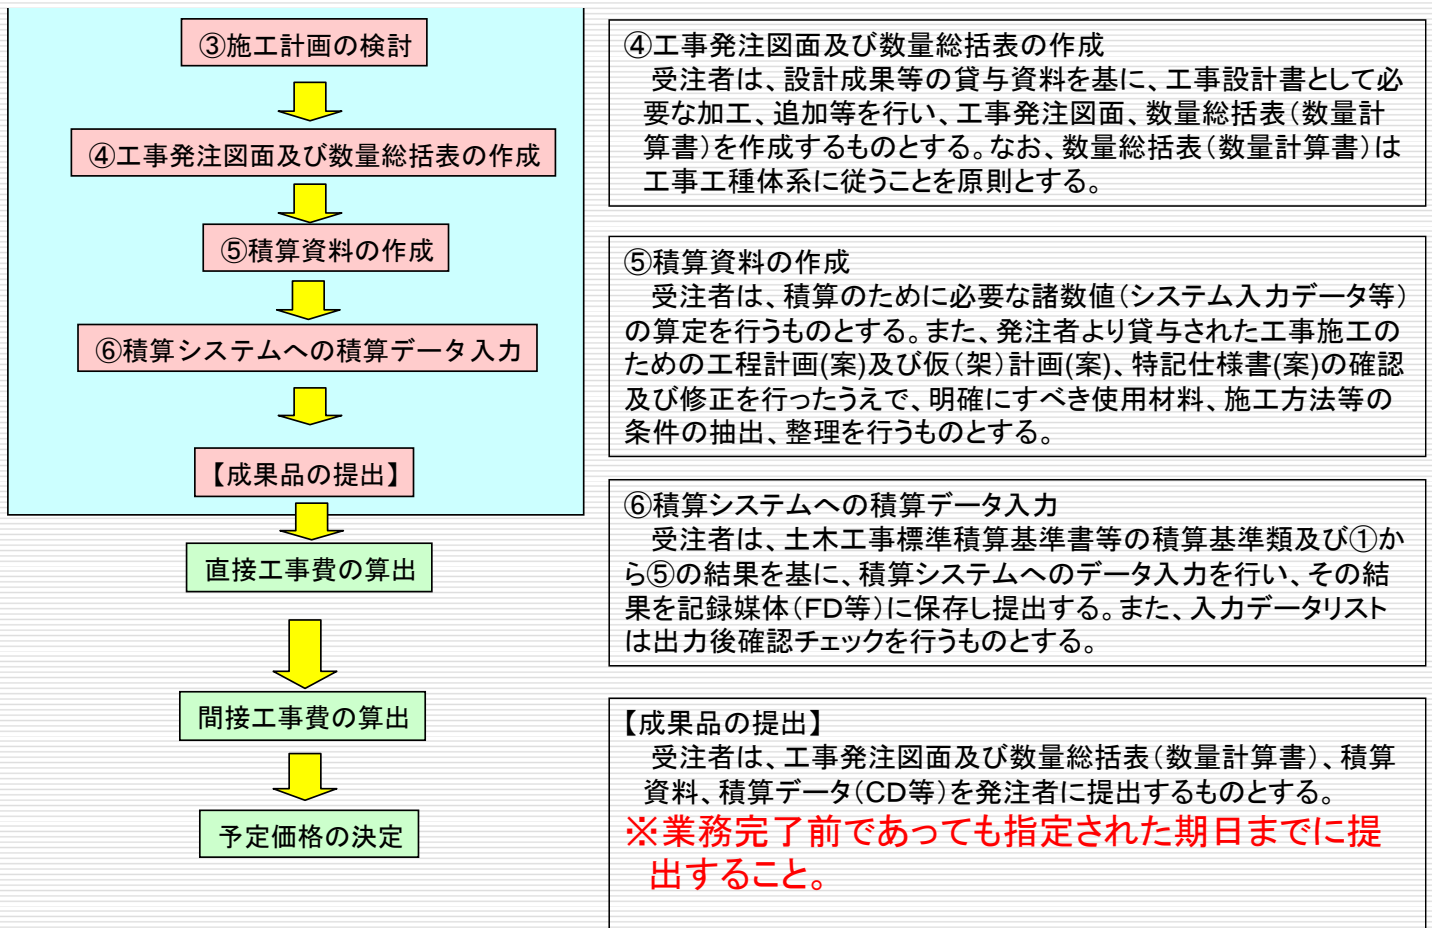 ③施工計画の検討
④工事発注図面及び数量総括表の作成
⑤積算資料の作成
⑥積算システムへの積算データ入力
【成果品の提出】
直接工事費の算出
間接工事費の算出
予定価格の決定
④工事発注図面及び数量総括表の作成
受注者は、設計成果等の貸与資料を基に、工事設計書として必
要な加工、追加等を行い、工事発注図面、数量総括表(数量計
算書)を作成するものとする。なお、数量総括表(数量計算書)は
工事工種体系に従うことを原則とする。
⑤積算資料の作成
受注者は、積算のために必要な諸数値(システム入力データ等)
の算定を行うものとする。また、発注者より貸与された工事施工の
ための工程計画(案)及び仮(架)計画(案)、特記仕様書(案)の確認
及び修正を行ったうえで、明確にすべき使用材料、施工方法等の
条件の抽出、整理を行うものとする。
⑥積算システムへの積算データ入力
受注者は、土木工事標準積算基準書等の積算基準類及び①か
ら⑤の結果を基に、積算システムへのデータ入力を行い、その結
果を記録媒体(FD等)に保存し提出する。また、入力データリスト
は出力後確認チェックを行うものとする。
【成果品の提出】
受注者は、工事発注図面及び数量総括表(数量計算書)、積算
資料、積算データ(CD等)を発注者に提出するものとする。
※業務完了前であっても指定された期日までに提
出すること。